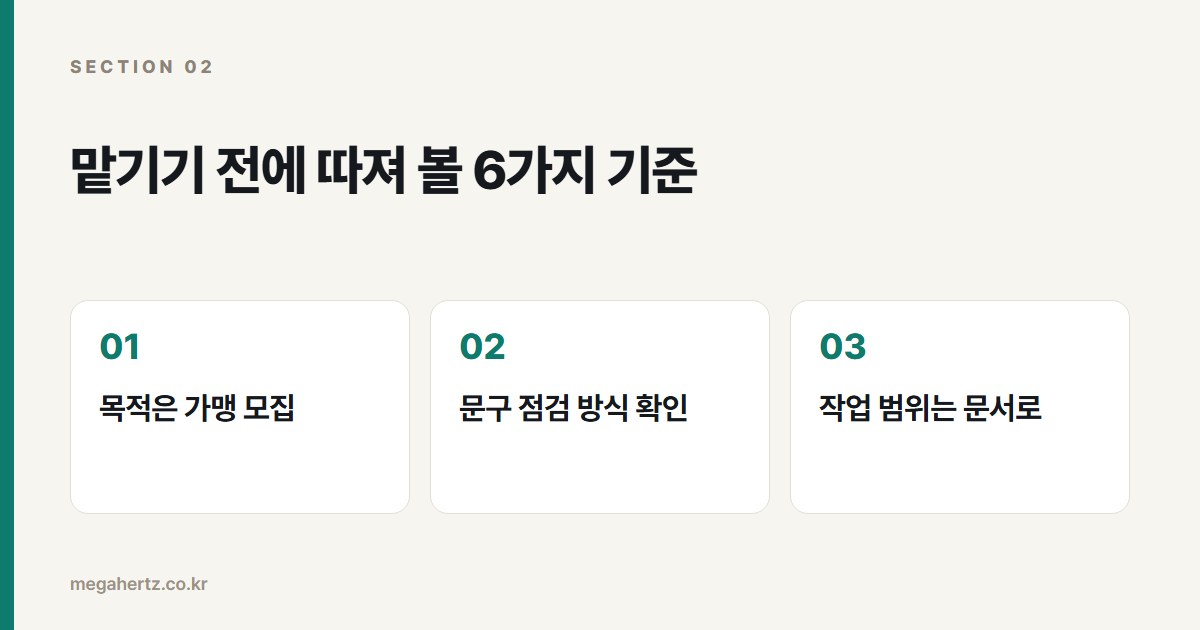 SECTION 02
맡기기 전에 따져 볼 6가지 기준
01
목적은 가맹 모집
02
문구 점검 방식 확인
03
작업 범위는 문서로
megahertz.co.kr